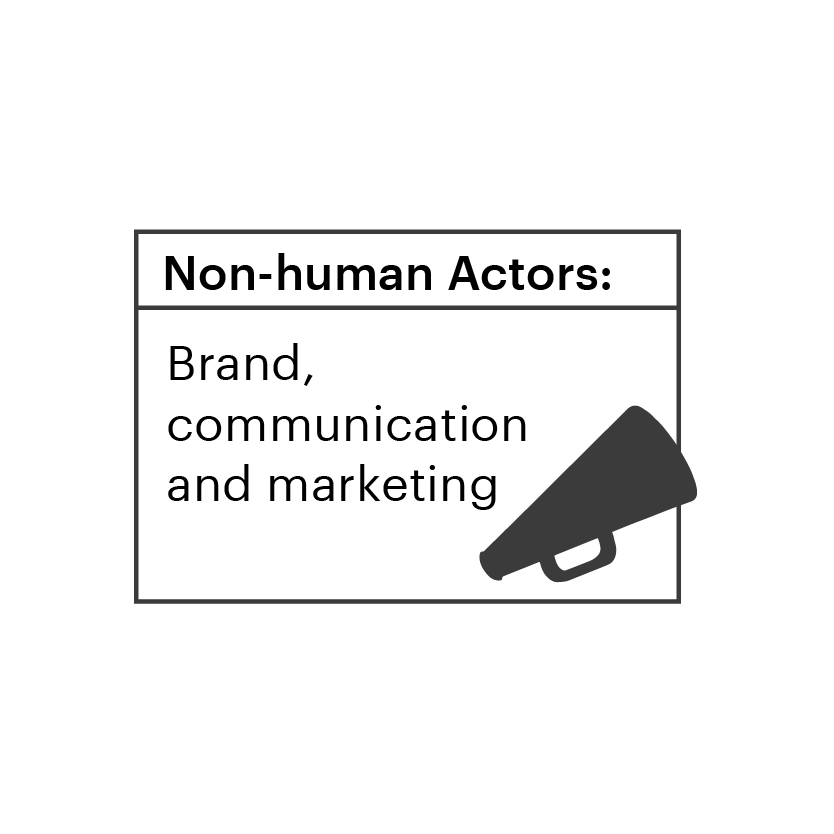 Non-human Actors:
Brand,
communication
and marketing